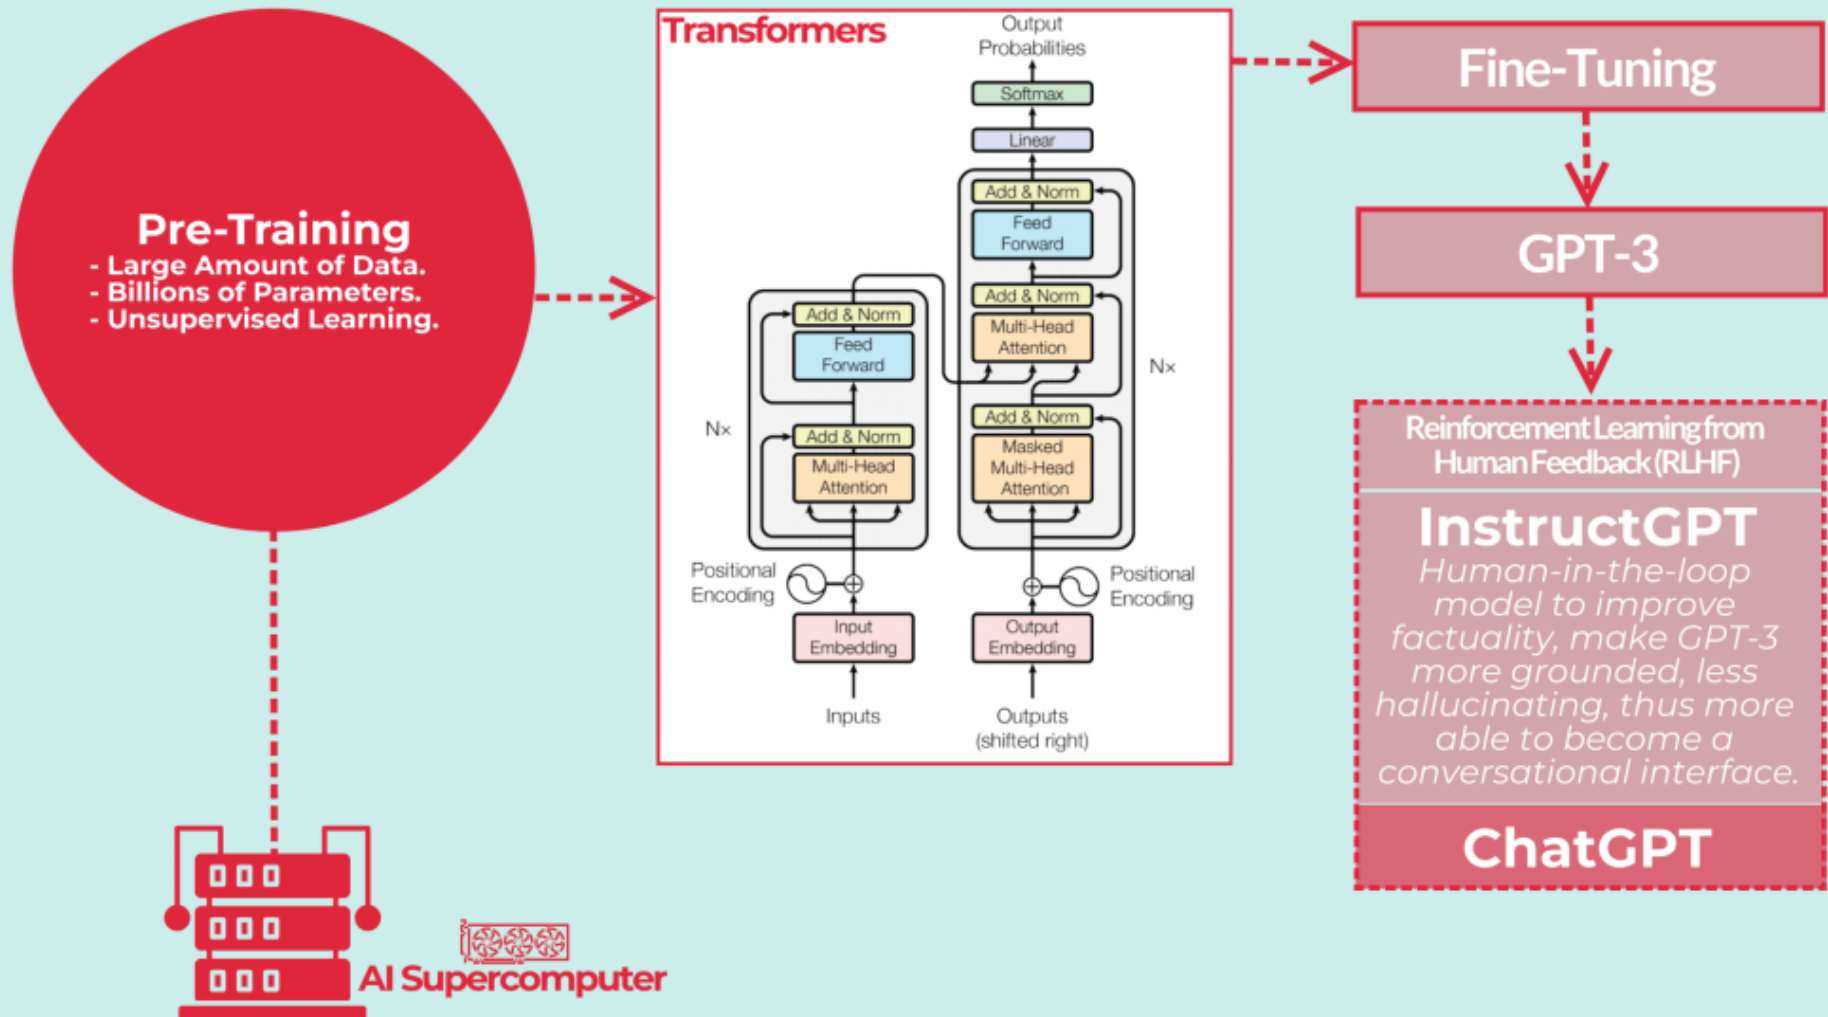 Pre-Training
- Large Amount of Data.
- Billions of Parameters.
- Unsupervised Learning.
AI Supercomputer
Transformers
Output
Probabilities
Softmax
Linear
Add & Norm
Feed
Forward
Add & Norm
Multi-Head
Attention
Add & Norm
Masked
Multi-Head
Attention
Nx
Add & Norm
Feed
Forward
Add & Norm
Multi-Head
Attention
Nx
Positional
Encoding
Positional
Encoding
Input
Embedding
Output
Embedding
Inputs
Outputs
(shifted right)
Fine-Tuning
GPT-3
Reinforcement Learning from
Human Feedback (RLHF)
InstructGPT
Human-in-the-loop
model to improve
factuality, make GPT-3
more grounded, less
hallucinating, thus more
able to become a
conversational interface.
ChatGPT